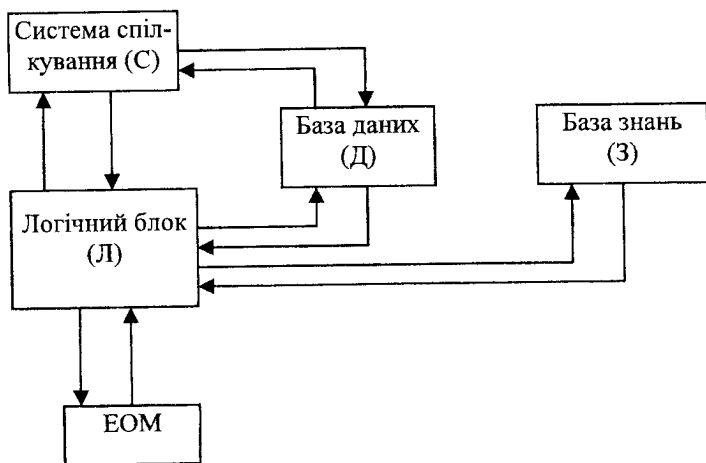 Система спіл-
кування (С)
База даних
(Д)
База знань
(З)
Логічний блок
(Л)
ЕОМ